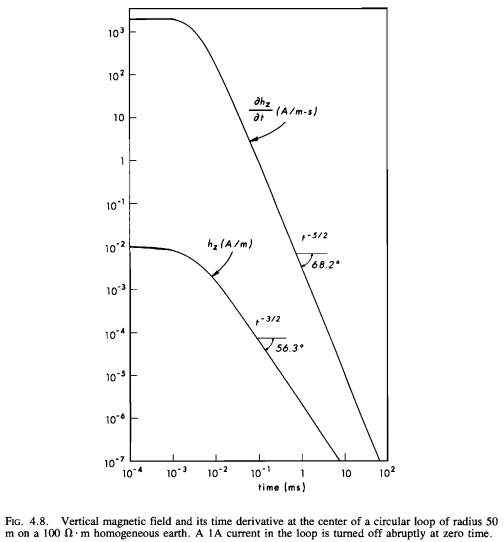 10³
10²
10
1
10⁻¹
10⁻²
10⁻³
10⁻⁴
10⁻⁵
10⁻⁶
10⁻⁷
∂h_z/∂t (A/m-s)
h_z (A/m)
t^-5/2
68.2°
t^-3/2
56.3°
10⁻⁴ 10⁻³ 10⁻² 10⁻¹ 1 10 10²
time (ms)
FIG. 4.8. Vertical magnetic field and its time derivative at the center of a circular loop of radius 50
m on a 100 Ω · m homogeneous earth. A 1A current in the loop is turned off abruptly at zero time.